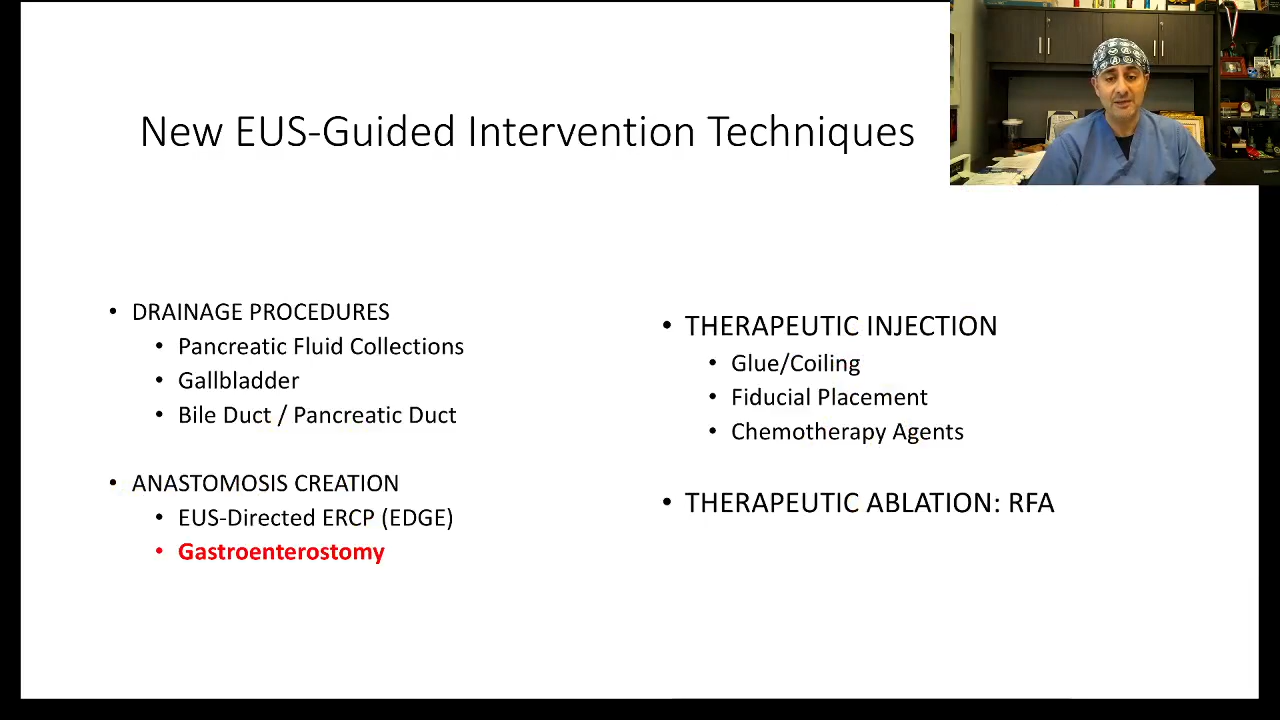 New EUS-Guided Intervention Techniques
• DRAINAGE PROCEDURES
• Pancreatic Fluid Collections
• Gallbladder
• Bile Duct / Pancreatic Duct
• ANASTOMOSIS CREATION
• EUS-Directed ERCP (EDGE)
• Gastroenterostomy
• THERAPEUTIC INJECTION
• Glue/Coiling
• Fiducial Placement
• Chemotherapy Agents
• THERAPEUTIC ABLATION: RFA